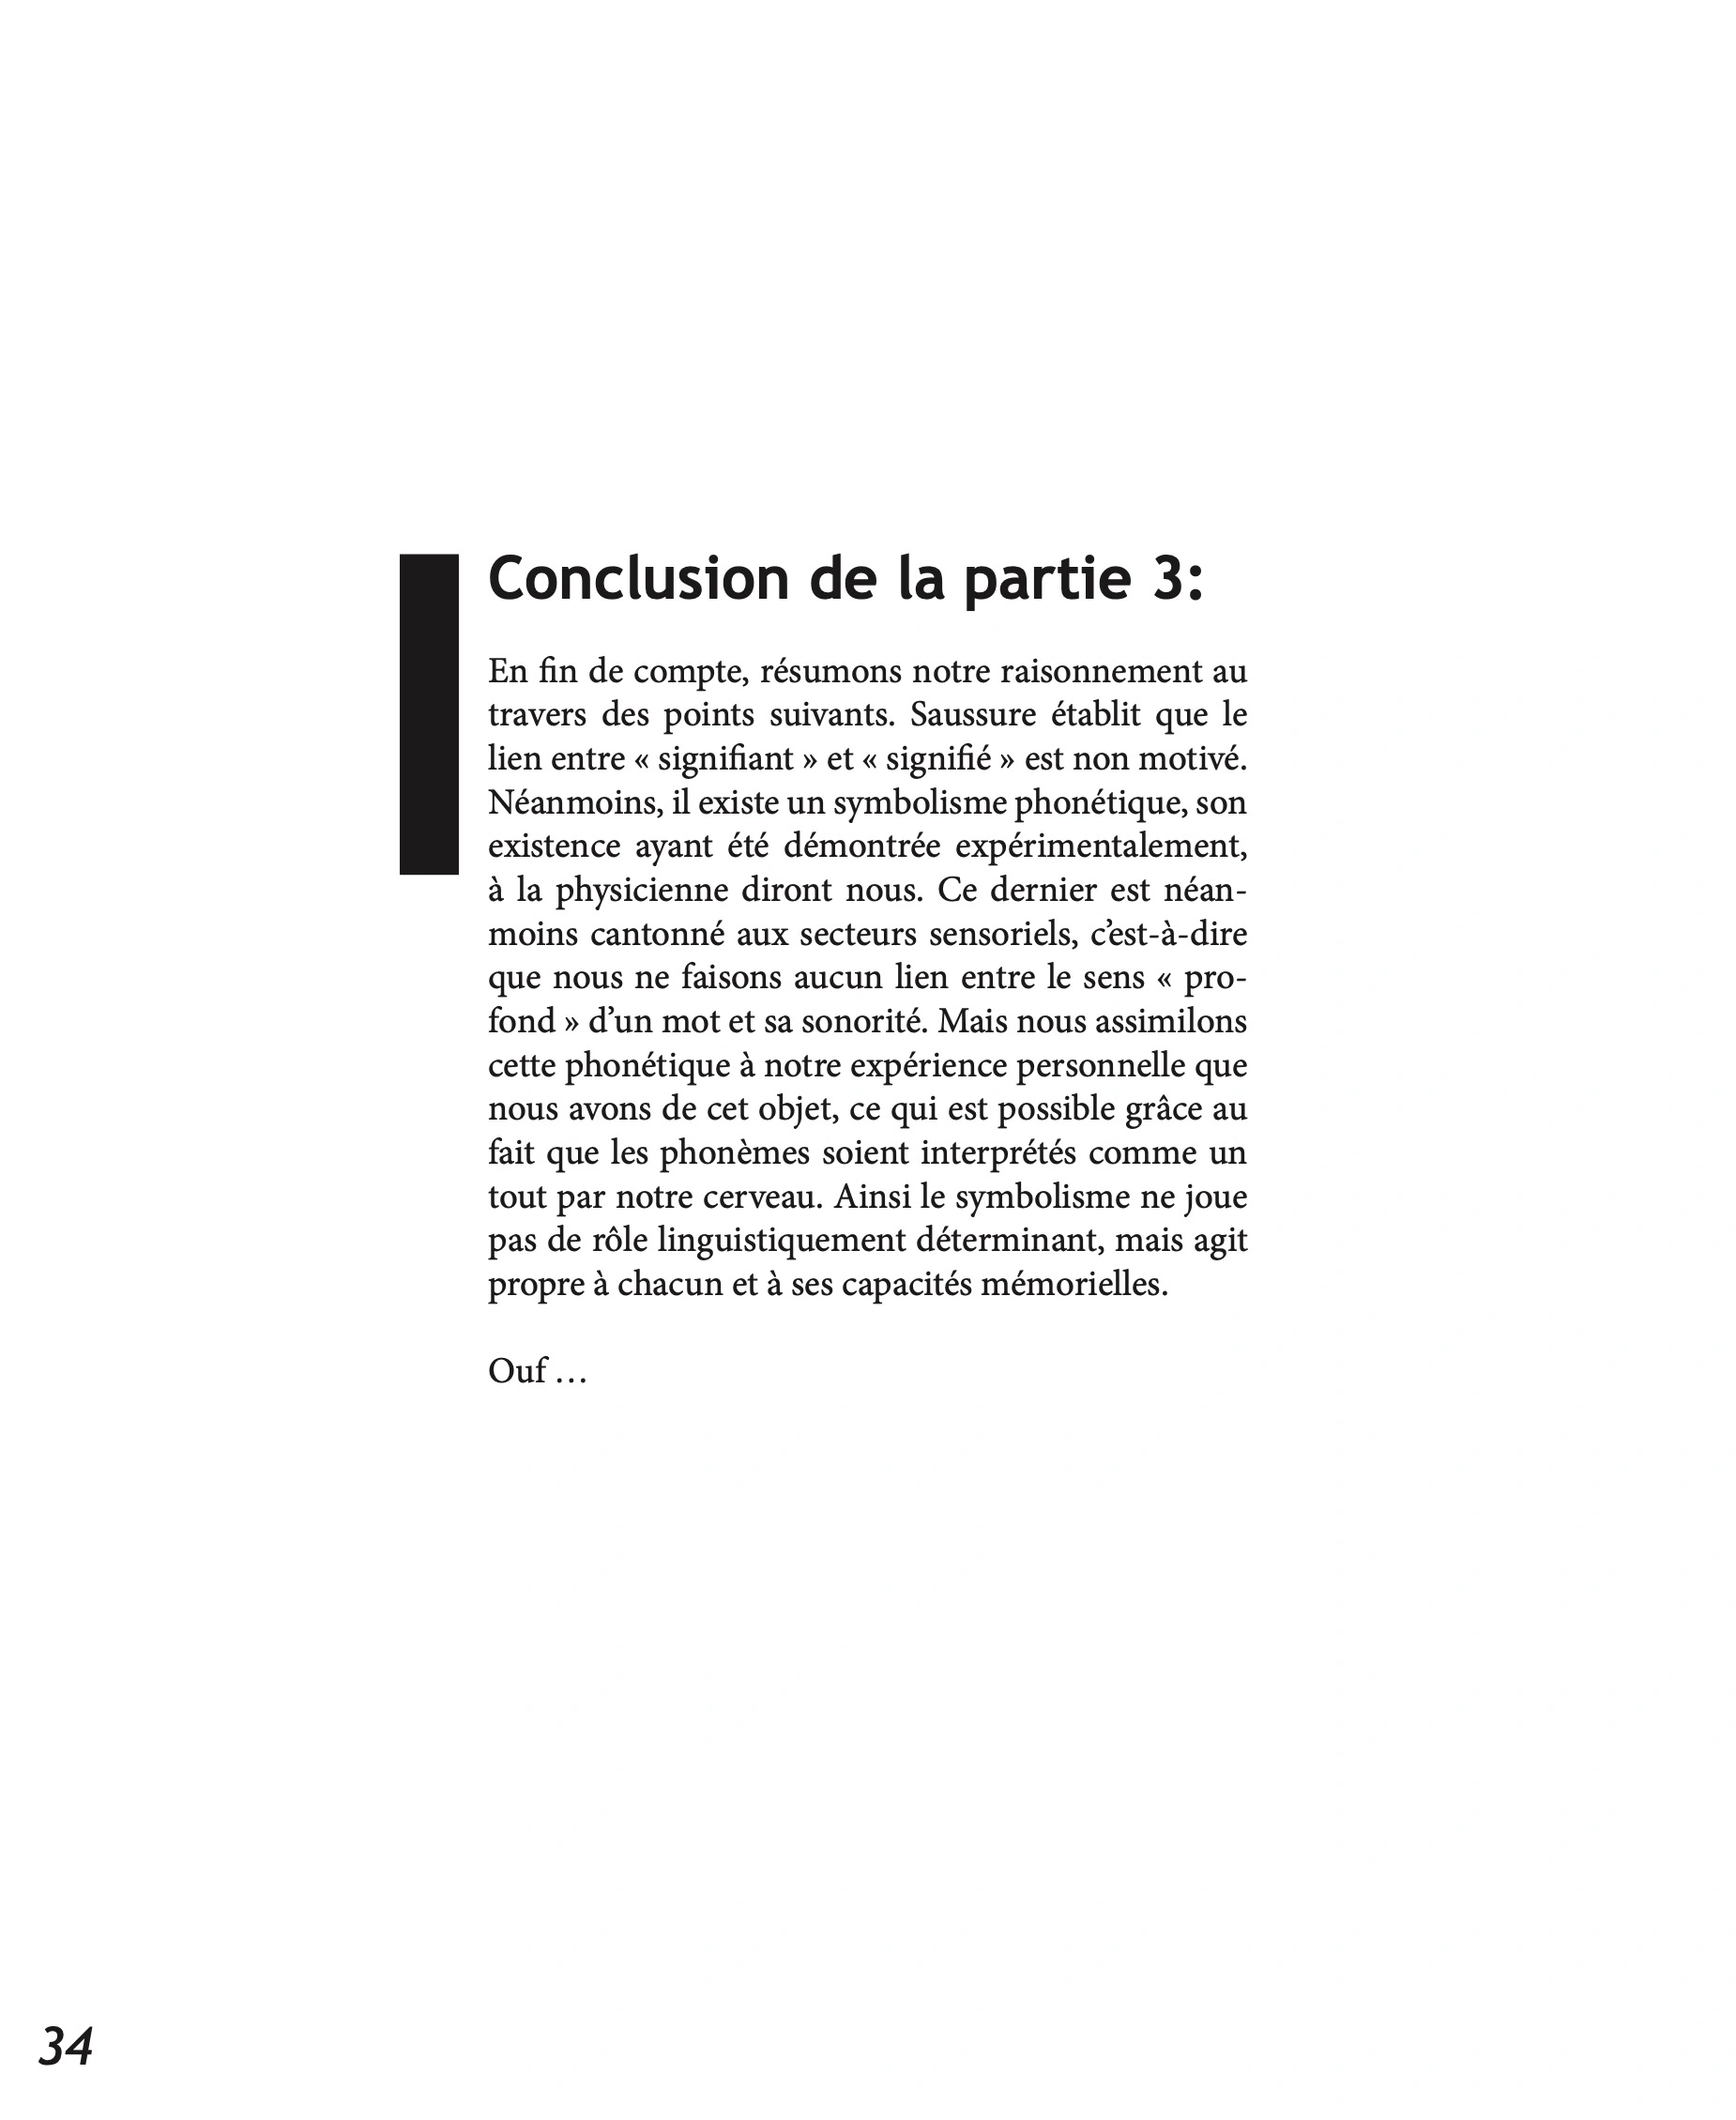 Conclusion de la partie 3:
En fin de compte, résumons notre raisonnement au
travers des points suivants. Saussure établit que le
lien entre « signifiant » et « signifié » est non motivé.
Néanmoins, il existe un symbolisme phonétique, son
existence ayant été démontrée expérimentalement,
à la physicienne diront nous. Ce dernier est néan-
moins cantonné aux secteurs sensoriels, c’est-à-dire
que nous ne faisons aucun lien entre le sens « pro-
fond » d’un mot et sa sonorité. Mais nous assimilons
cette phonétique à notre expérience personnelle que
nous avons de cet objet, ce qui est possible grâce au
fait que les phonèmes soient interprétés comme un
tout par notre cerveau. Ainsi le symbolisme ne joue
pas de rôle linguistiquement déterminant, mais agit
propre à chacun et à ses capacités mémorielles.
Ouf …
34